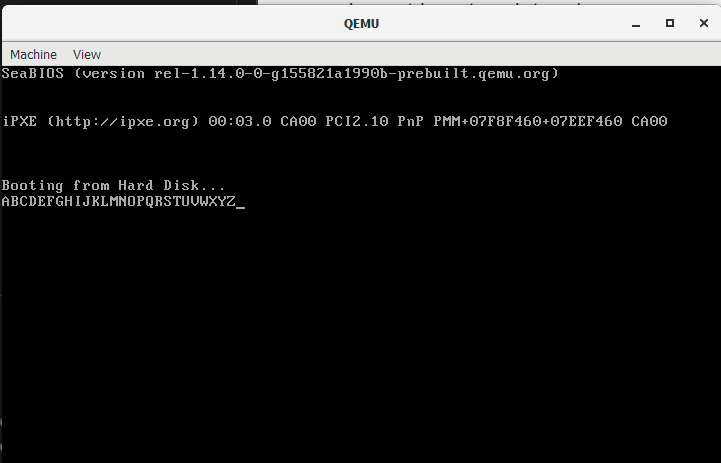 QEMU
Machine View
SeaBIOS (version rel-1.14.0-0-g155821a1990b-prebuilt.qemu.org)
iPXE (http://ipxe.org) 00:03.0 CA00 PCI2.10 PnP PMM+07F8F460+07EEF460 CA00
Booting from Hard Disk...
ABCDEFGHIJKLMNOPQRSTUVWXYZ_